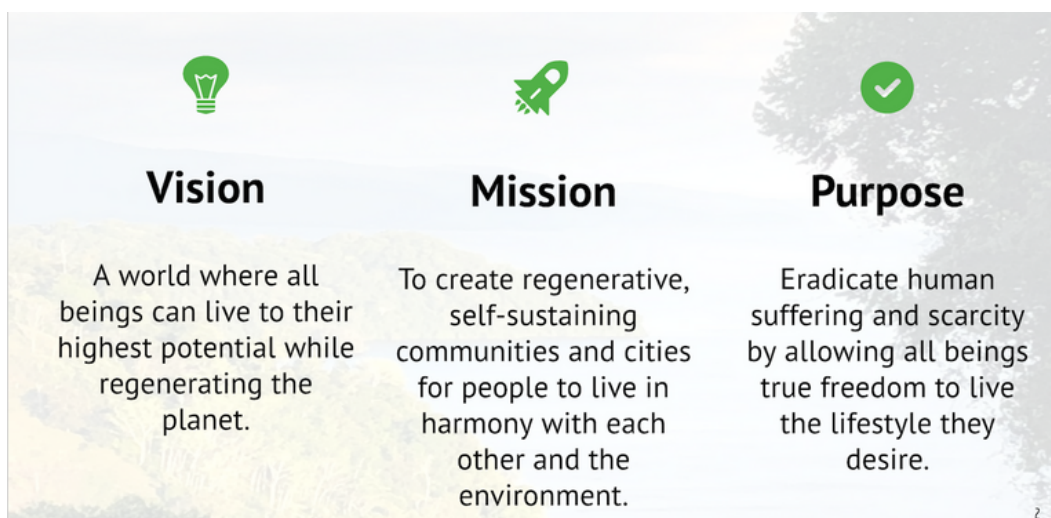 Vision
A world where all
beings can live to their
highest potential while
regenerating the
planet.
Mission
To create regenerative,
self-sustaining
communities and cities
for people to live in
harmony with each
other and the
environment.
Purpose
Eradicate human
suffering and scarcity
by allowing all beings
true freedom to live
the lifestyle they
desire.